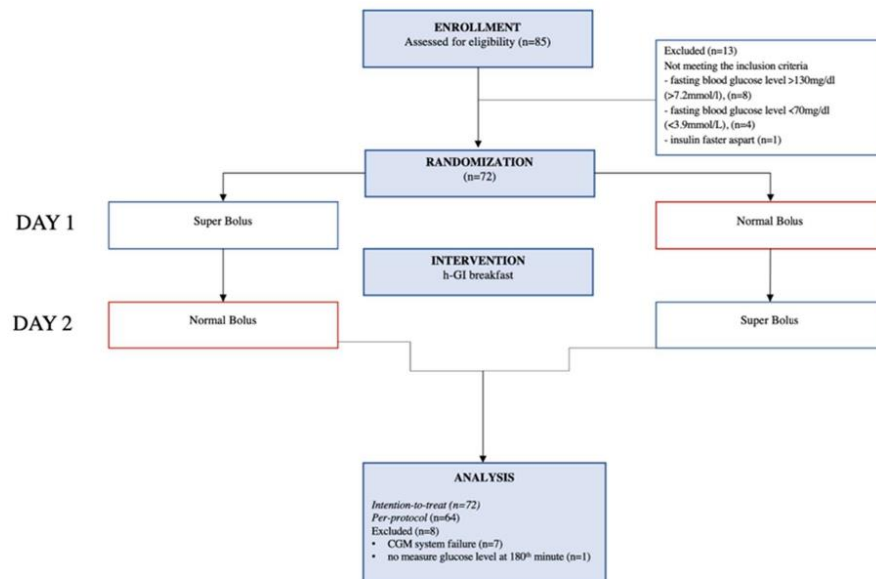 ENROLLMENT
Assessed for eligibility (n=85)
Excluded (n=13)
Not meeting the inclusion criteria
- fasting blood glucose level >130mg/dl
(>7.2mmol/l), (n=8)
- fasting blood glucose level <70mg/dl
(<3.9mmol/L), (n=4)
- insulin faster aspart (n=1)
RANDOMIZATION
(n=72)
DAY 1
Super Bolus
Normal Bolus
INTERVENTION
h-GI breakfast
DAY 2
Normal Bolus
Super Bolus
ANALYSIS
Intention-to-treat (n=72)
Per-protocol (n=64)
Excluded (n=8)
• CGM system failure (n=7)
• no measure glucose level at 180th minute (n=1)